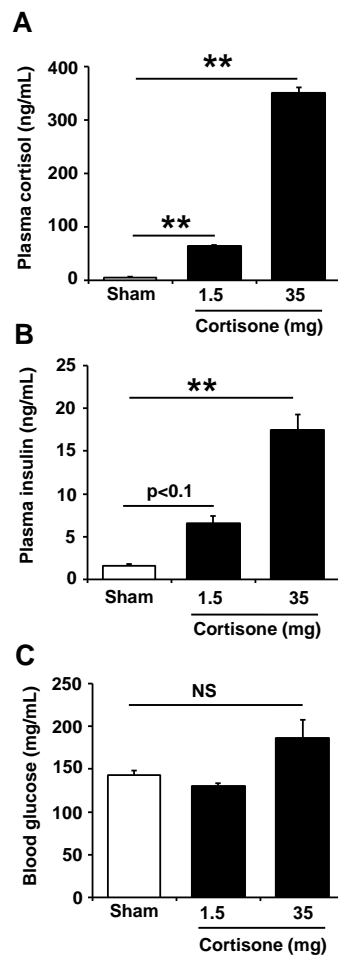 A
Plasma cortisol (ng/mL)
400
300
200
100
0
**
**
Sham
1.5
35
Cortisone (mg)
B
Plasma insulin (ng/mL)
25
20
15
10
5
0
**
p<0.1
Sham
1.5
35
Cortisone (mg)
C
Blood glucose (mg/mL)
250
200
150
100
50
0
NS
Sham
1.5
35
Cortisone (mg)